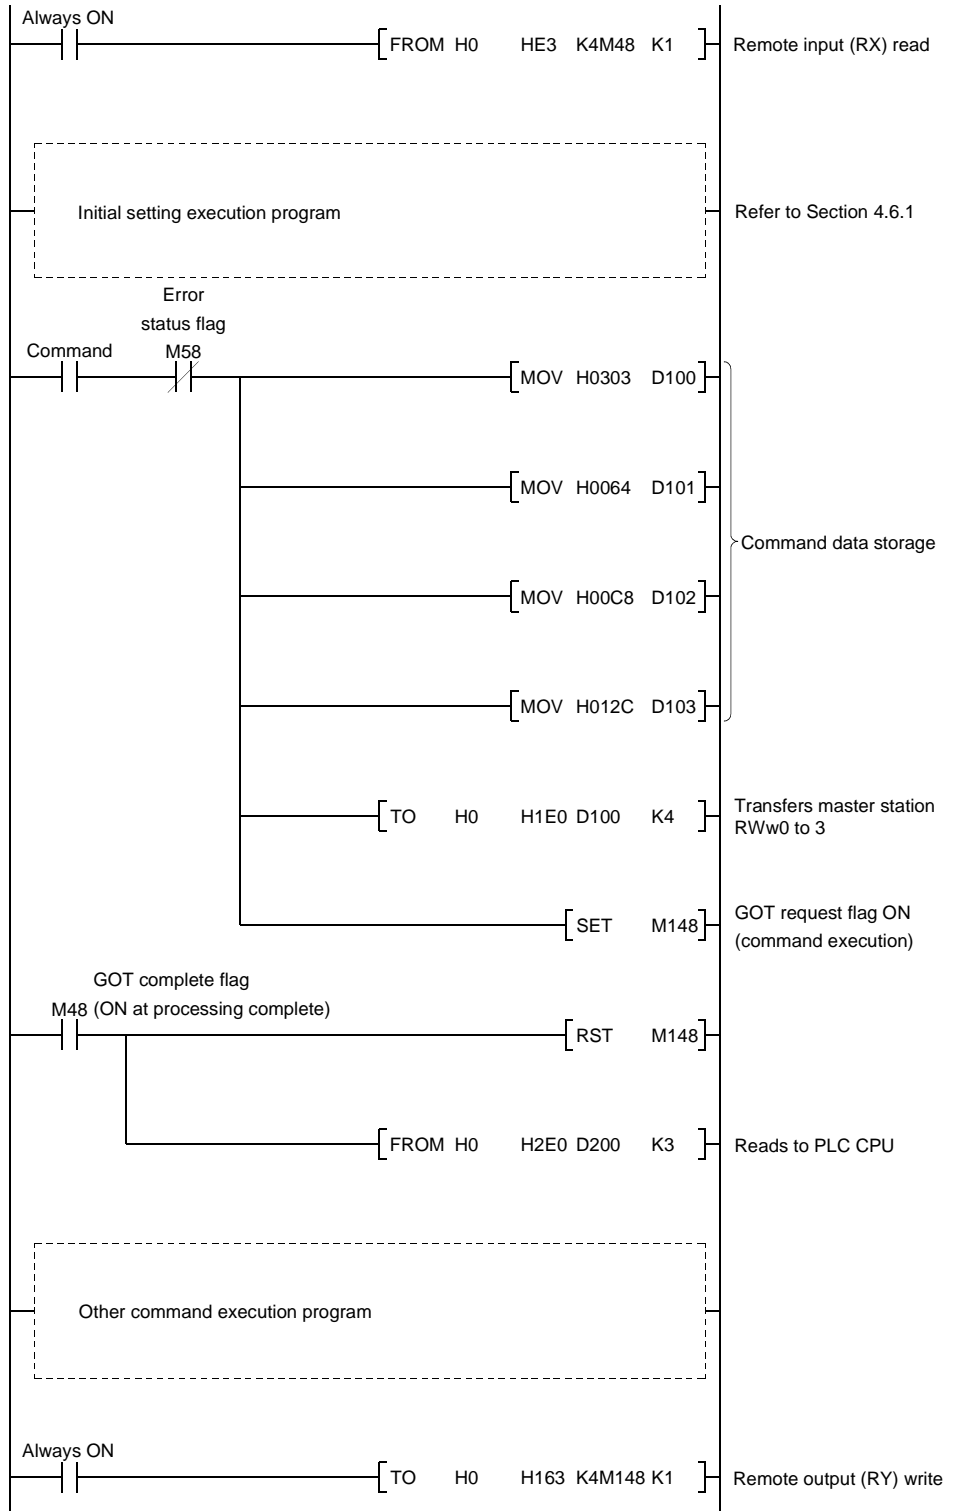 Always ON
FROM H0 HE3 K4M48 K1 Remote input (RX) read
Initial setting execution program Refer to Section 4.6.1
Error
status flag
Command M58
MOV H0303 D100
MOV H0064 D101
Command data storage
MOV H00C8 D102
MOV H012C D103
TO H0 H1E0 D100 K4 Transfers master station
RWw0 to 3
SET M148 GOT request flag ON
(command execution)
GOT complete flag
M48 (ON at processing complete)
RST M148
FROM H0 H2E0 D200 K3 Reads to PLC CPU
Other command execution program
Always ON
TO H0 H163 K4M148 K1 Remote output (RY) write